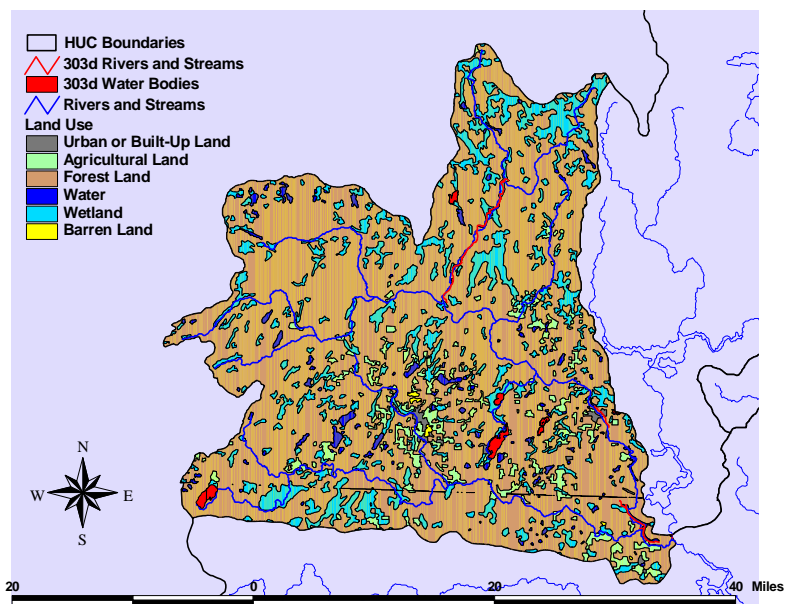 HUC Boundaries
303d Rivers and Streams
303d Water Bodies
Rivers and Streams
Land Use
Urban or Built-Up Land
Agricultural Land
Forest Land
Water
Wetland
Barren Land
N
W E
S
20 0 20 40 Miles